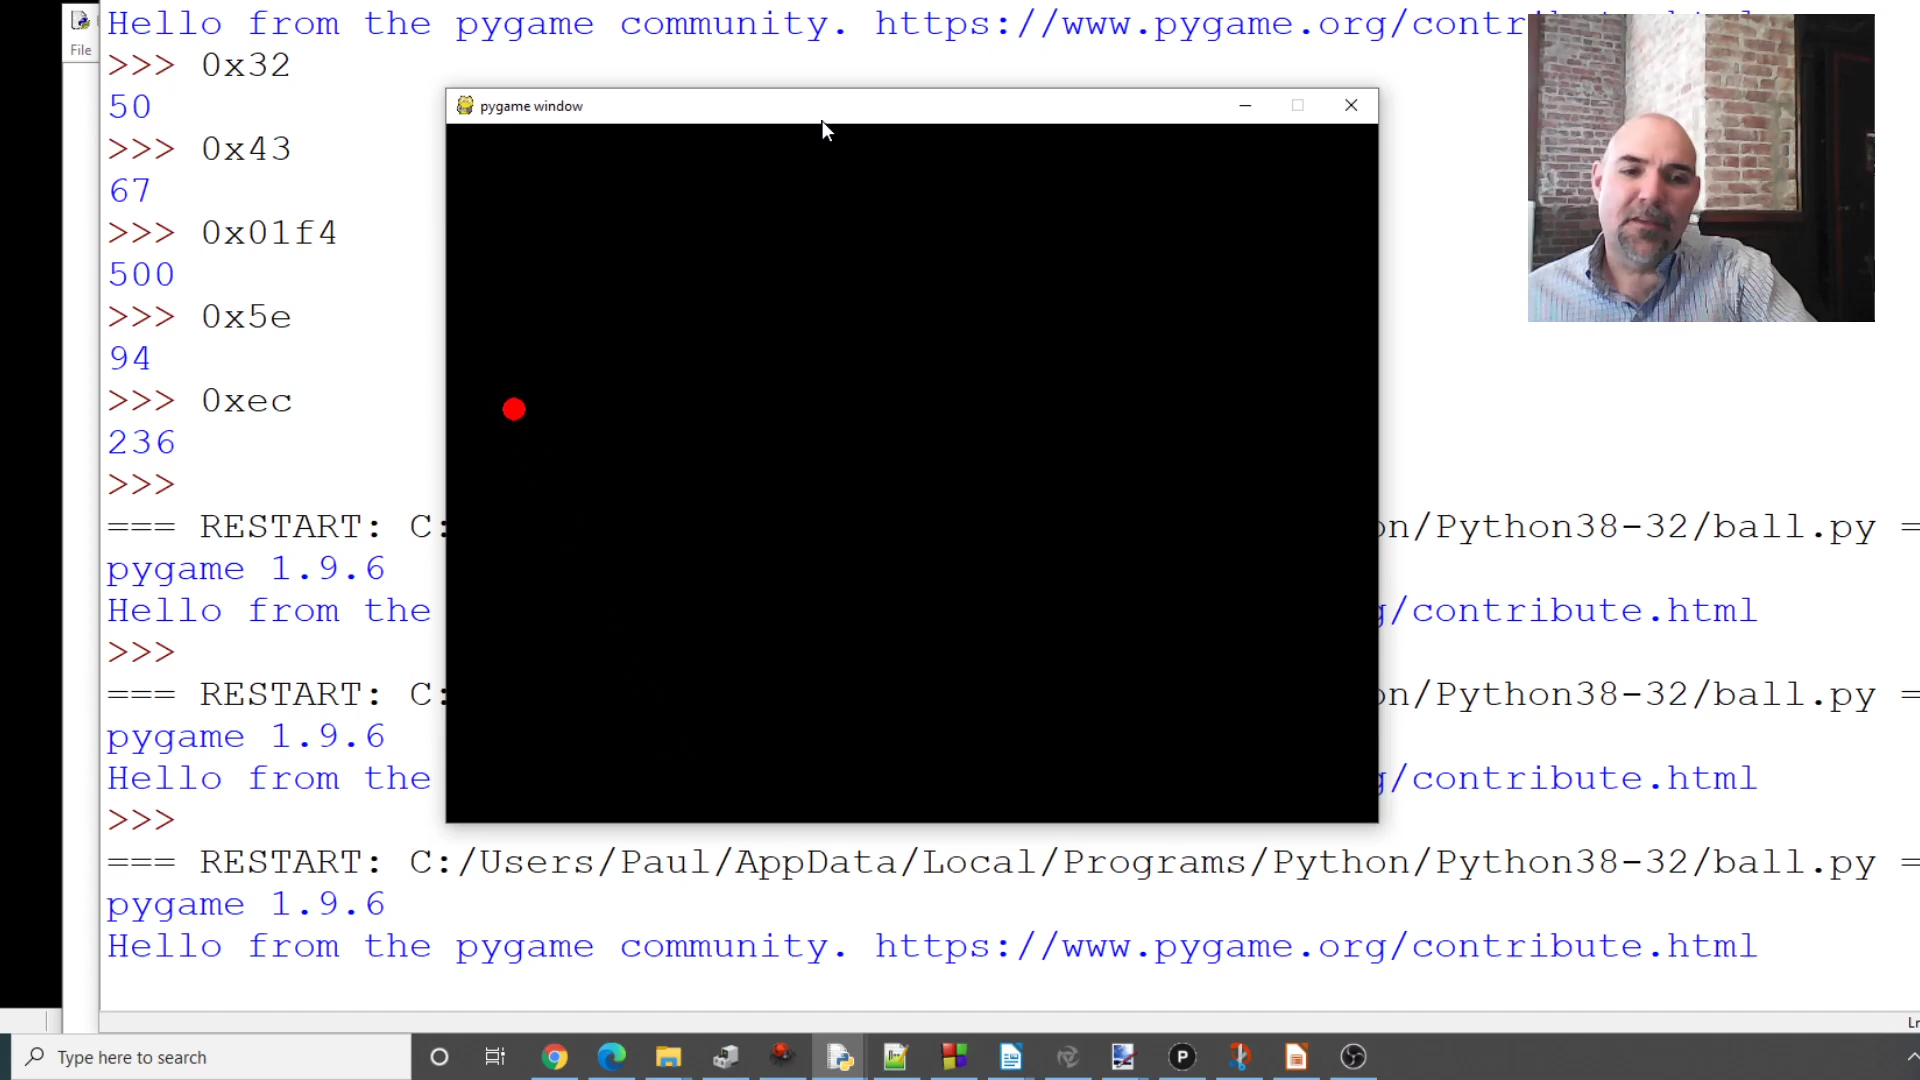 Hello from the pygame community. https://www.pygame.org/contr
File
>>> 0x32
50
pygame window
>>> 0x43
67
>>> 0x01f4
500
>>> 0x5e
94
>>> 0xec
236
>>>
=== RESTART: C: on/Python38-32/ball.py =
pygame 1.9.6
Hello from the g/contribute.html
>>>
=== RESTART: C: on/Python38-32/ball.py =
pygame 1.9.6
Hello from the g/contribute.html
>>>
=== RESTART: C:/Users/Paul/AppData/Local/Programs/Python/Python38-32/ball.py =
pygame 1.9.6
Hello from the pygame community. https://www.pygame.org/contribute.html
Ln
Type here to search